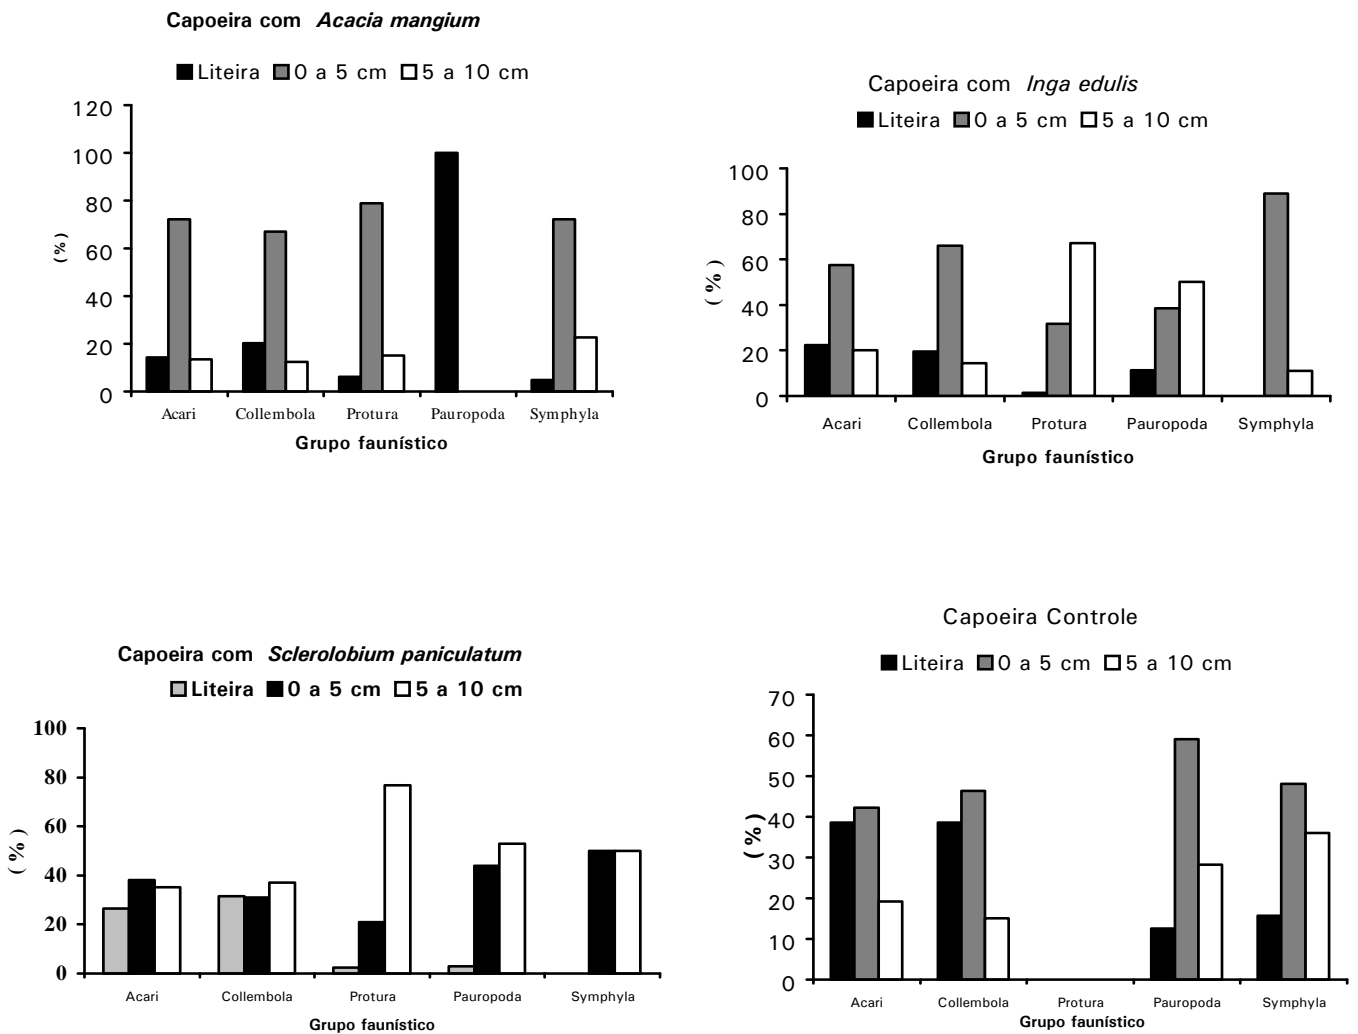 Capoeira com Acacia mangium
Liteira 0 a 5 cm 5 a 10 cm
120
100
80
60
40
20
0
(%)
Acari Collembola Protura Pauropoda Symphyla
Grupo faunístico
Capoeira com Inga edulis
Liteira 0 a 5 cm 5 a 10 cm
100
80
60
40
20
0
(%)
Acari Collembola Protura Pauropoda Symphyla
Grupo faunístico
Capoeira com Sclerolobium paniculatum
Liteira 0 a 5 cm 5 a 10 cm
100
80
60
40
20
0
(%)
Acari Collembola Protura Pauropoda Symphyla
Grupo faunístico
Capoeira Controle
Liteira 0 a 5 cm 5 a 10 cm
70
60
50
40
30
20
10
0
(%)
Acari Collembola Protura Pauropoda Symphyla
Grupo faunístico